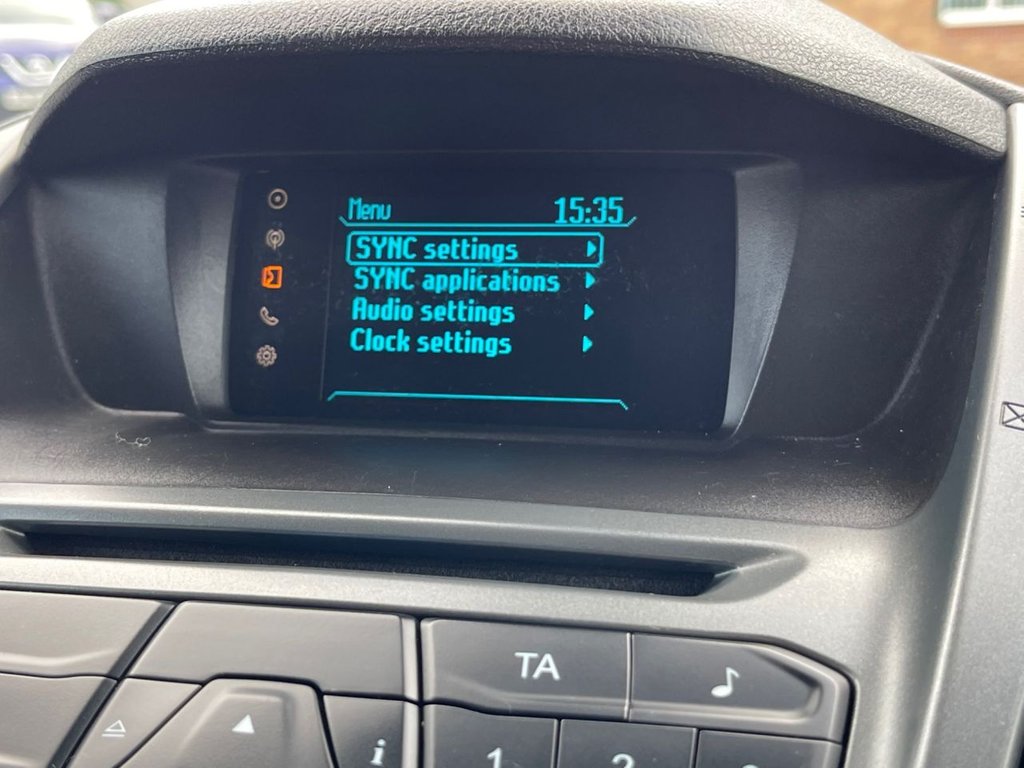 Menu 15:35
SYNC settings
SYNC applications
Audio settings
Clock settings
TA
i
1 2